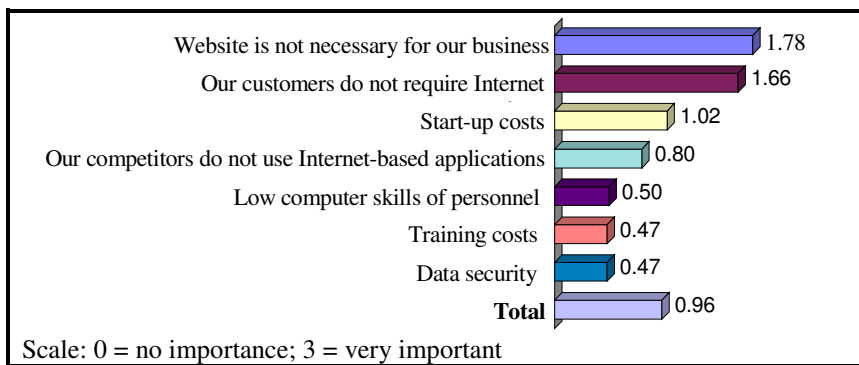 Website is not necessary for our business 1.78
Our customers do not require Internet 1.66
Start-up costs 1.02
Our competitors do not use Internet-based applications 0.80
Low computer skills of personnel 0.50
Training costs 0.47
Data security 0.47
Total 0.96
Scale: 0 = no importance; 3 = very important